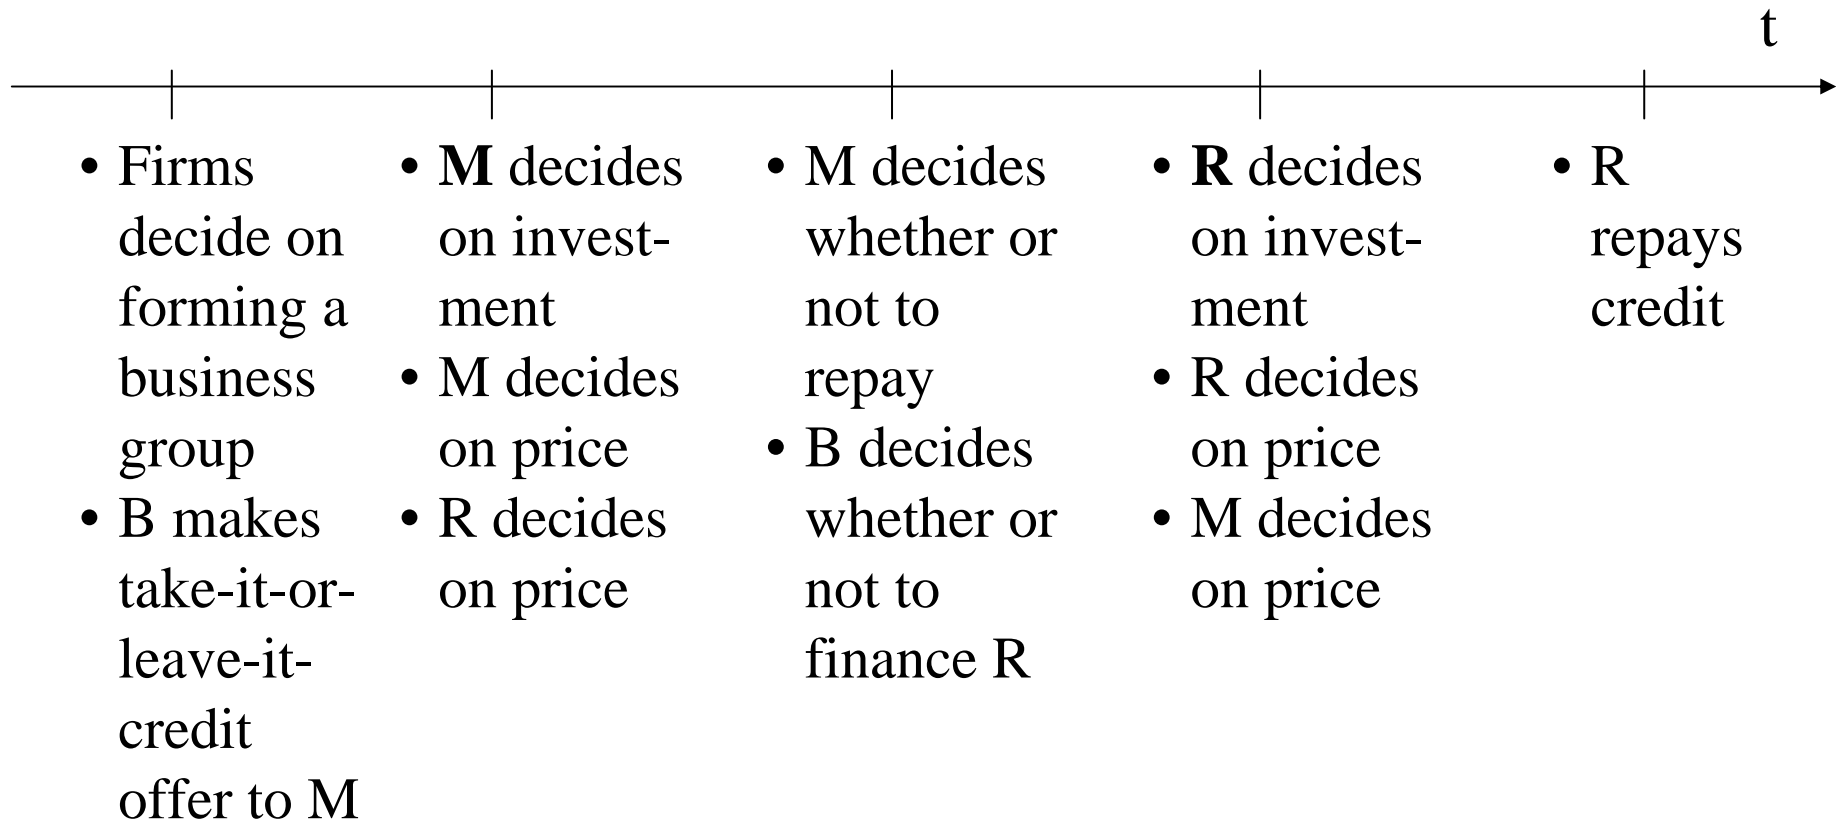 t
• Firms
decide on
forming a
business
group
• B makes
take-it-or-
leave-it-
credit
offer to M
• M decides
on invest-
ment
• M decides
on price
• R decides
on price
• M decides
whether or
not to
repay
• B decides
whether or
not to
finance R
• R decides
on invest-
ment
• R decides
on price
• M decides
on price
• R
repays
credit